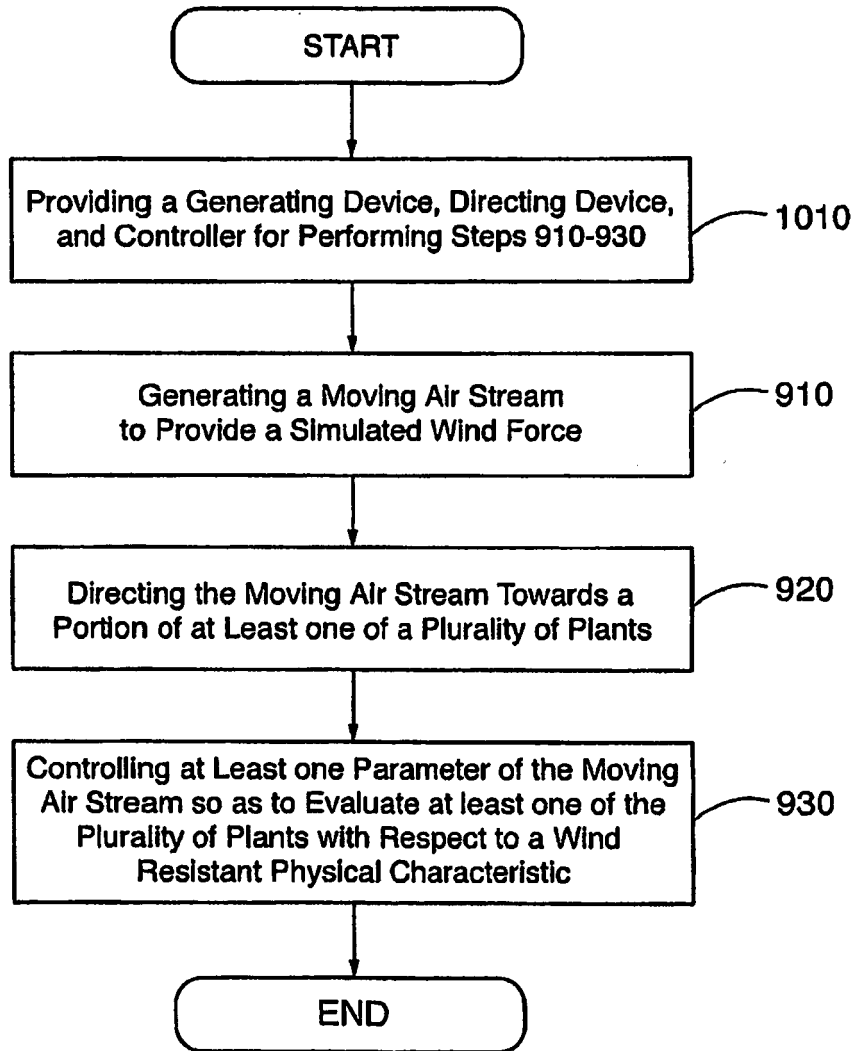 START
Providing a Generating Device, Directing Device,
and Controller for Performing Steps 910-930
1010
Generating a Moving Air Stream
to Provide a Simulated Wind Force
910
Directing the Moving Air Stream Towards a
Portion of at Least one of a Plurality of Plants
920
Controlling at Least one Parameter of the Moving
Air Stream so as to Evaluate at least one of the
Plurality of Plants with Respect to a Wind
Resistant Physical Characteristic
930
END